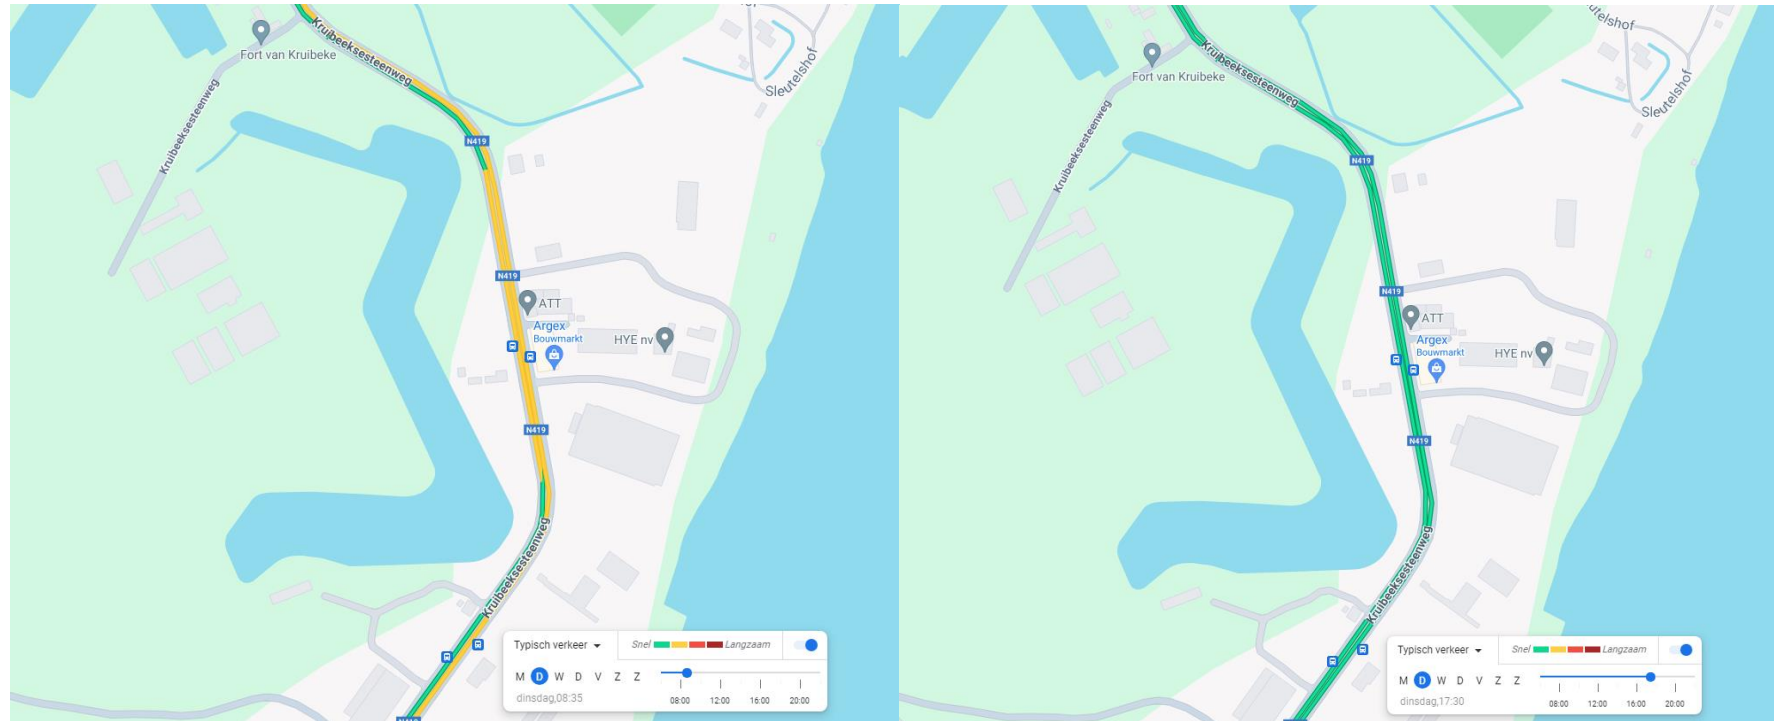 Kruibeeksesteenweg
Fort van Kruibeke
Kruibeeksesteenweg
Sleutelshof
N419
N419
ATT
Argex
Bouwmarkt
HYE nv
N419
Kruibeeksesteenweg
Typisch verkeer
Snel
Langzaam
M D W D V Z Z
dinsdag,08:35
08:00 12:00 16:00 20:00
N419
Kruibeeksesteenweg
Fort van Kruibeke
Kruibeeksesteenweg
utelshof
Sleutelshof
N419
N419
ATT
Argex
Bouwmarkt
HYE nv
N419
Kruibeeksesteenweg
Typisch verkeer
Snel
Langzaam
M D W D V Z Z
dinsdag,17:30
08:00 12:00 16:00 20:00